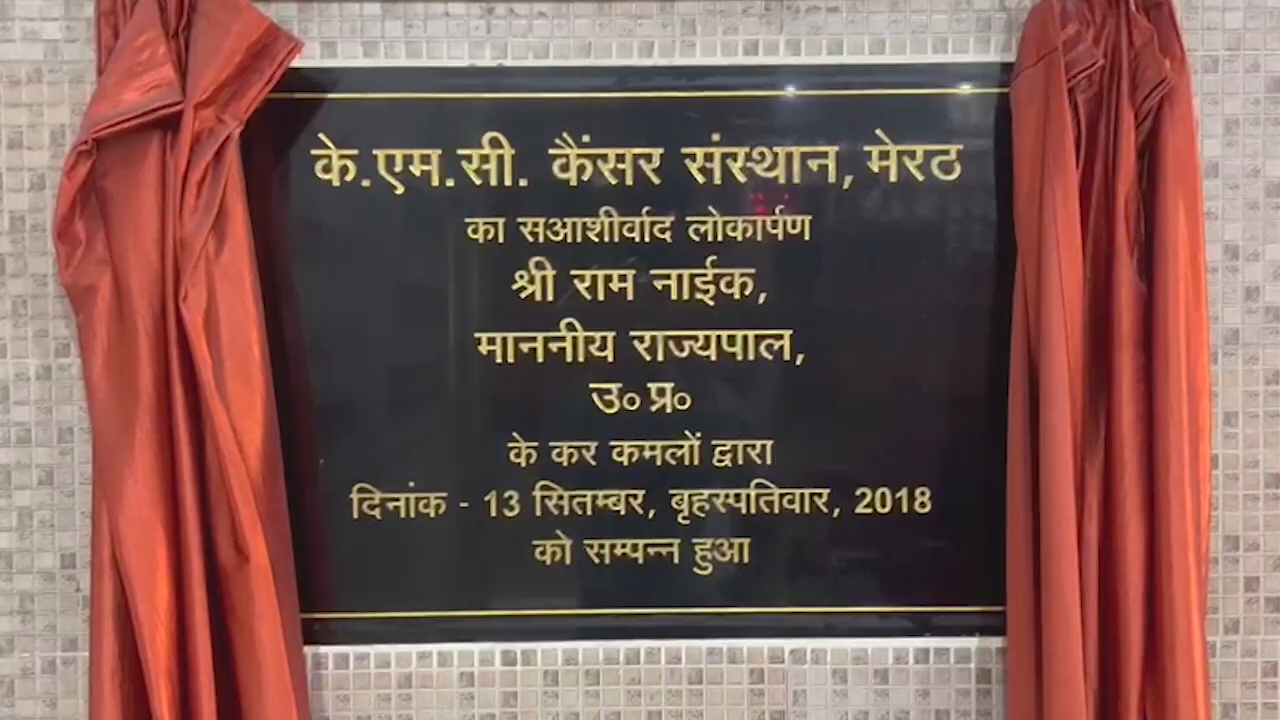 के.एम.सी. कैंसर संस्थान, मेरठ
का सआशीर्वाद लोकार्पण
श्री राम नाईक,
माननीय राज्यपाल,
उ० प्र०
के कर कमलों द्वारा
दिनांक - 13 सितम्बर, बृहस्पतिवार, 2018
को सम्पन्न हुआ